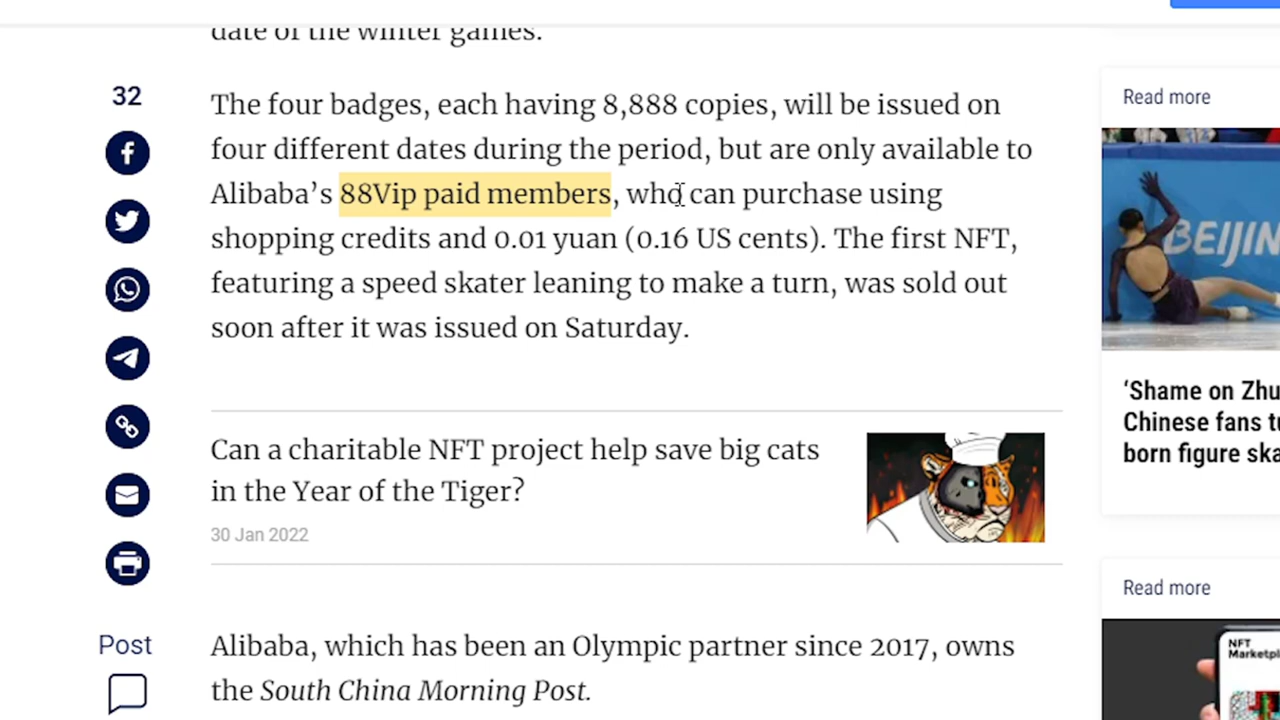 date of the winter games.
32
The four badges, each having 8,888 copies, will be issued on
four different dates during the period, but are only available to
Alibaba’s 88Vip paid members, who can purchase using
shopping credits and 0.01 yuan (0.16 US cents). The first NFT,
featuring a speed skater leaning to make a turn, was sold out
soon after it was issued on Saturday.
Can a charitable NFT project help save big cats
in the Year of the Tiger?
30 Jan 2022
Post
Alibaba, which has been an Olympic partner since 2017, owns
the South China Morning Post.
Read more
BEIJIN
‘Shame on Zhu
Chinese fans tu
born figure ska
Read more
NFT
Marketpl